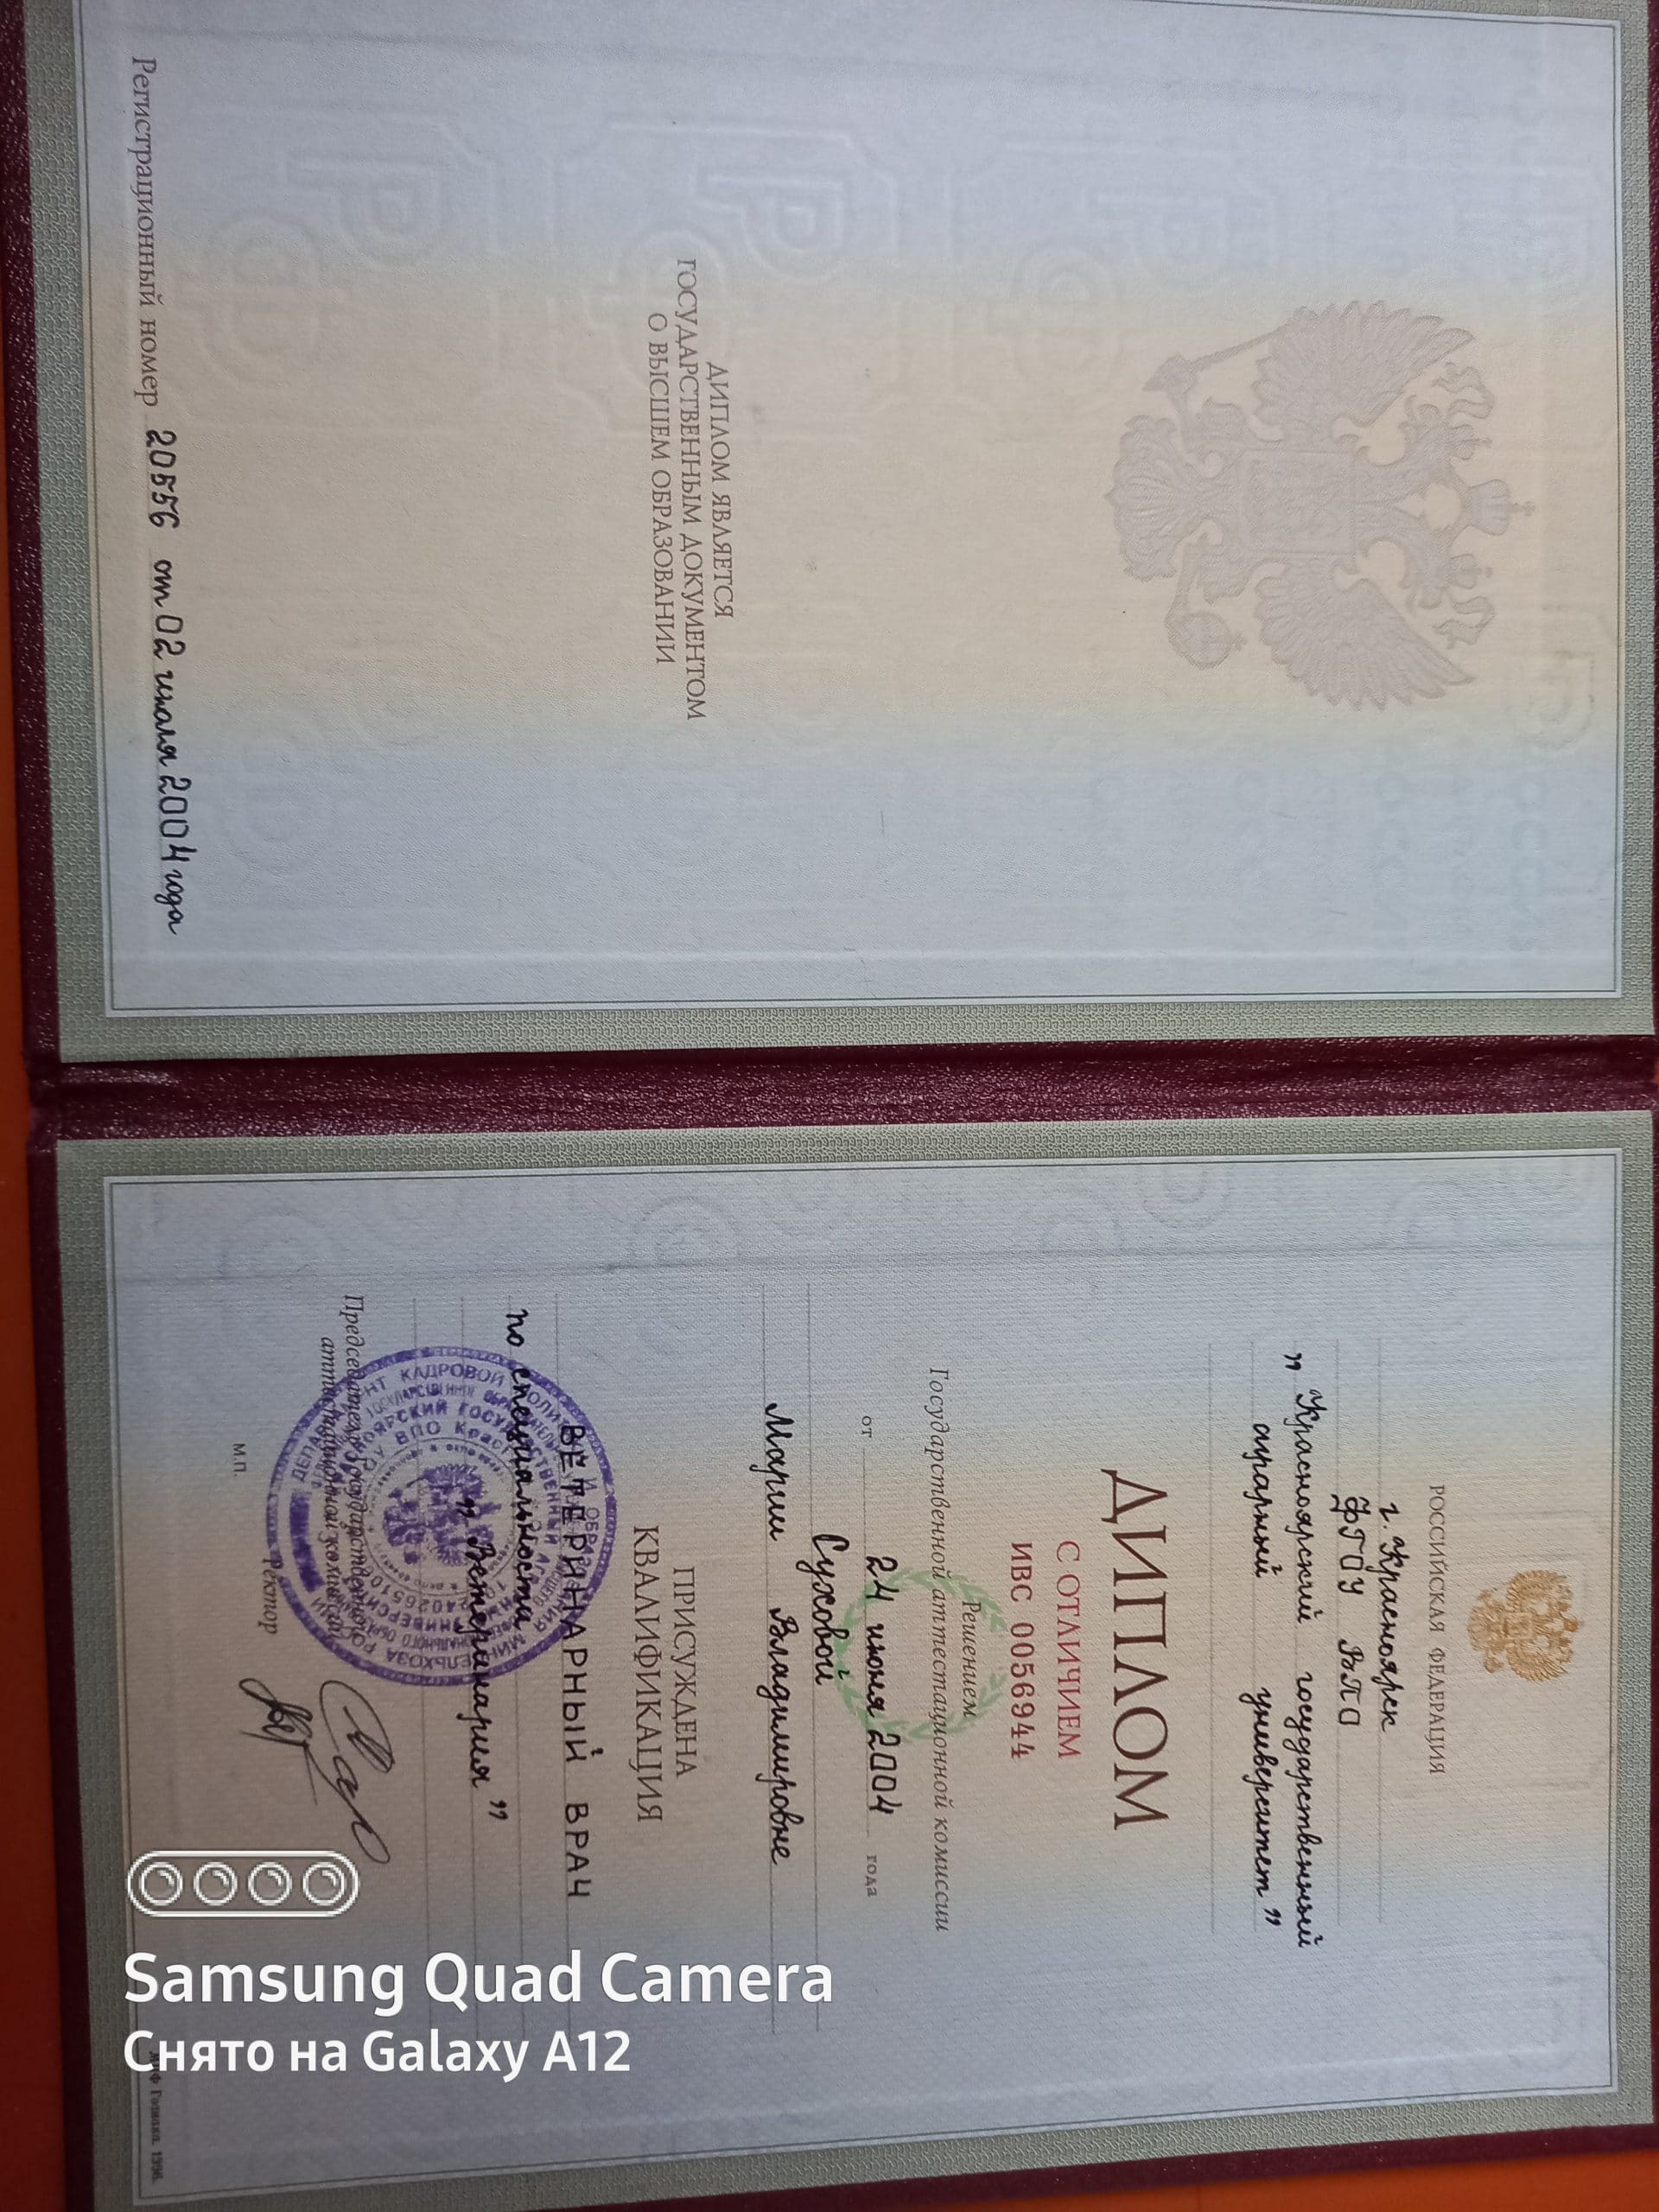 ДИПЛОМ ЯВЛЯЕТСЯ
ГОСУДАРСТВЕННЫМ ДОКУМЕНТОМ
О ВЫСШЕМ ОБРАЗОВАНИИ
Регистрационный номер 20556 от 02 июля 2004 года
РОССИЙСКАЯ ФЕДЕРАЦИЯ
г. Красноярск
ФГОУ ВПО
„Красноярский государственный
аграрный университет”
ДИПЛОМ
С ОТЛИЧИЕМ
ИВС 0056944
Решением
Государственной аттестационной комиссии
от 24 июня 2004 года
Суховой
Марии Владимировне
ПРИСУЖДЕНА
КВАЛИФИКАЦИЯ
ВЕТЕРИНАРНЫЙ ВРАЧ
по специальности
„Ветеринария”
Председатель Государственной
аттестационной комиссии
Ректор
М.П.
Samsung Quad Camera
Снято на Galaxy A12
1996.